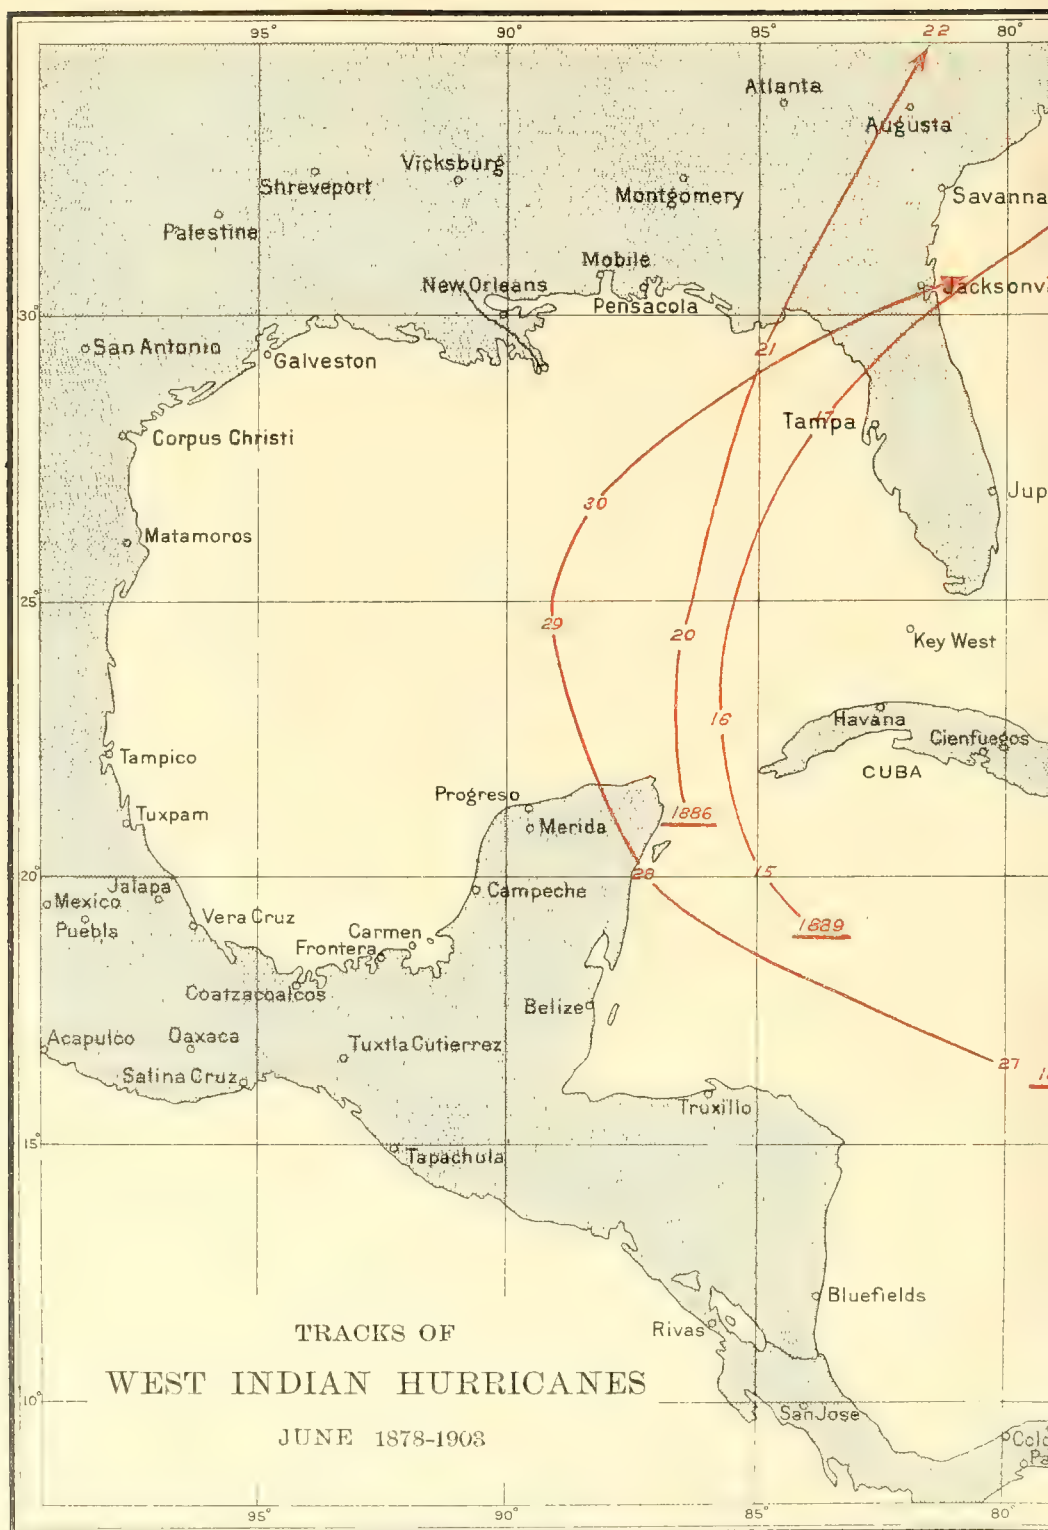 95° 90° 85° 22 80°
Atlanta
Augusta
Vicksburg
Shreveport
Montgomery
Savanna
Palestine
Mobile
New Orleans
Jacksonv
Pensacola
30°
21
San Antonio
Galveston
17
Tampa
Corpus Christi
Jup
30
Matamoros
25°
29
20
Key West
16
Havana
Cienfuegos
Tampico
CUBA
Progreso
1886
Tuxpam
Merida
20°
28
15
Jalapa
Mexico
Campeche
Puebla
Vera Cruz
1889
Carmen
Frontera
Coatzacoalcos
Belize
Acapulco
Oaxaca
Tuxtla Cutierrez
27
Salina Cruz
Truxillo
15°
Tapachula
Bluefields
Rivas
TRACKS OF
WEST INDIAN HURRICANES
JUNE 1878-1903
10°
San Jose
Colo
Pa
95° 90° 85° 80°